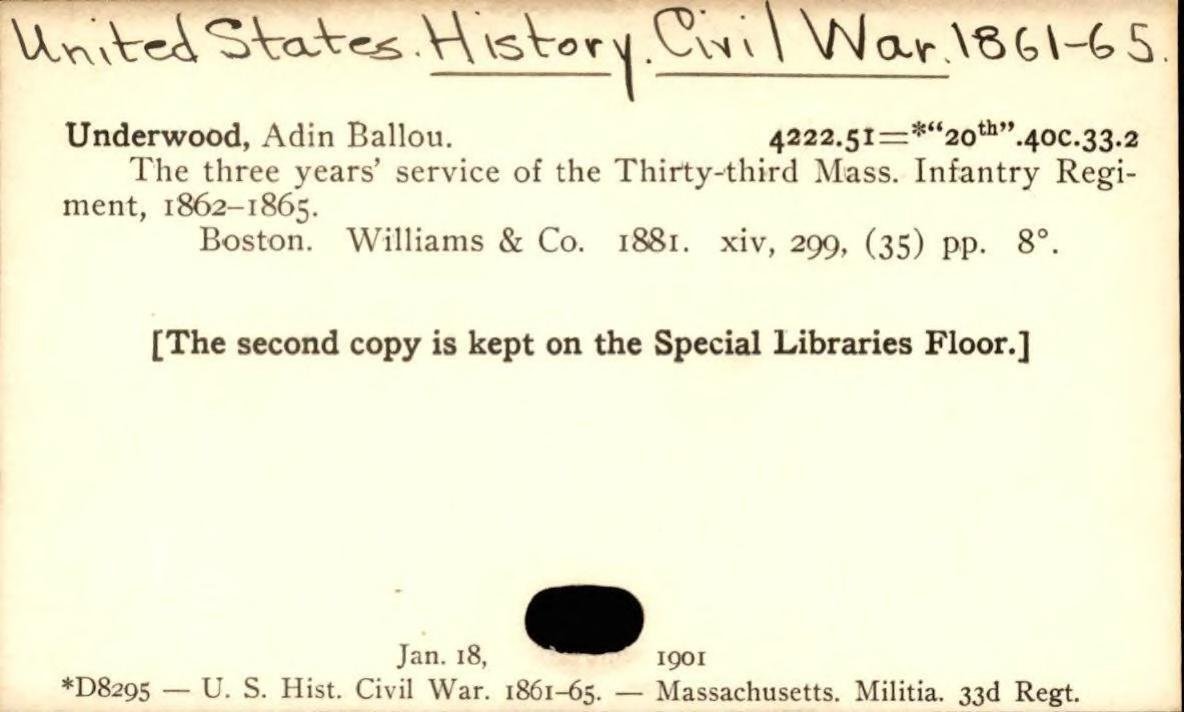 United States. History. Civil War. 1861-65.
Underwood, Adin Ballou. 4222.51=*“20th”.40C.33.2
The three years’ service of the Thirty-third Mass. Infantry Regi-
ment, 1862–1865.
Boston. Williams & Co. 1881. xiv, 299, (35) pp. 8°.
[The second copy is kept on the Special Libraries Floor.]
Jan. 18, 1901
*D8295 — U. S. Hist. Civil War. 1861-65. — Massachusetts. Militia. 33d Regt.